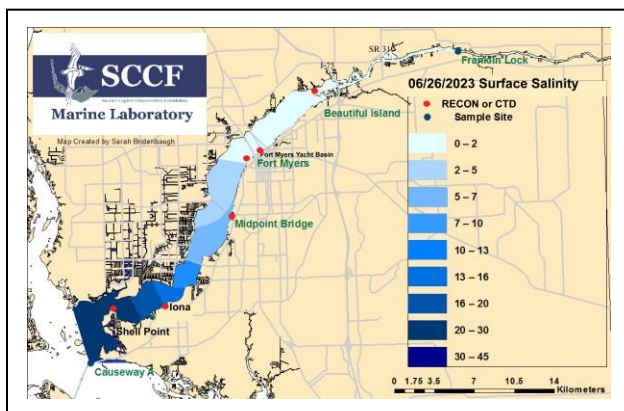 SCCF
Marine Laboratory
Map Created by Sarah Bridenbaugh
SR 31
Franklin Lock
06/26/2023 Surface Salinity
RECON or CTD
Sample Site
Beautiful Island
Fort Myers Yacht Basin
Fort Myers
Midpoint Bridge
Iona
Shell Point
Causeway A
0 – 2
2 – 5
5 – 7
7 – 10
10 – 13
13 – 16
16 – 20
20 – 30
30 – 45
0 1.75 3.5 7 10.5 14
Kilometers